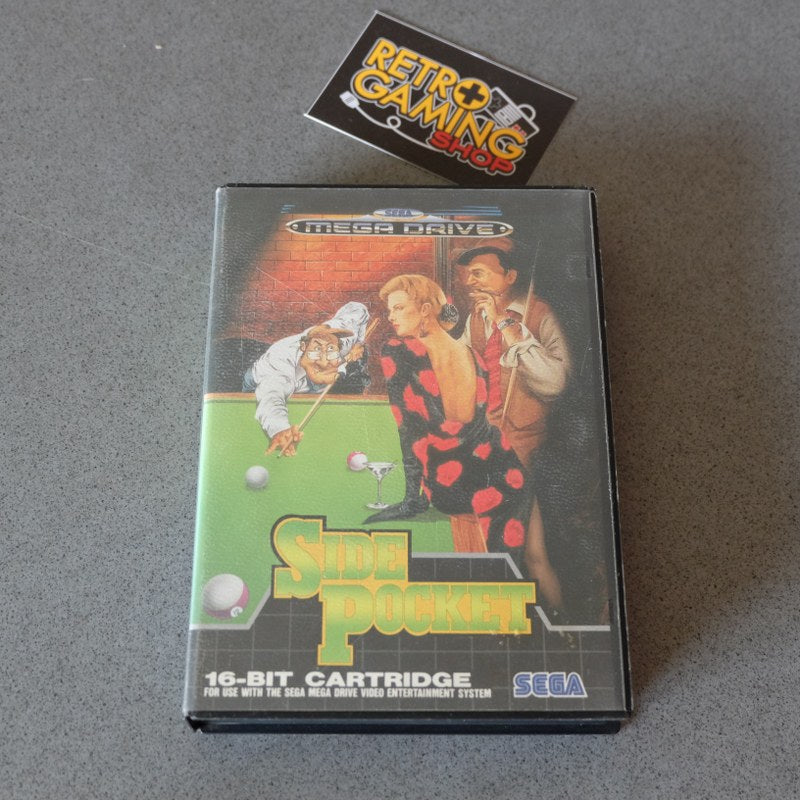 RETRO
GAMING
SHOP
SEGA
MEGA DRIVE
SIDE
POCKET
16-BIT CARTRIDGE
FOR USE WITH THE SEGA MEGA DRIVE VIDEO ENTERTAINMENT SYSTEM
SEGA